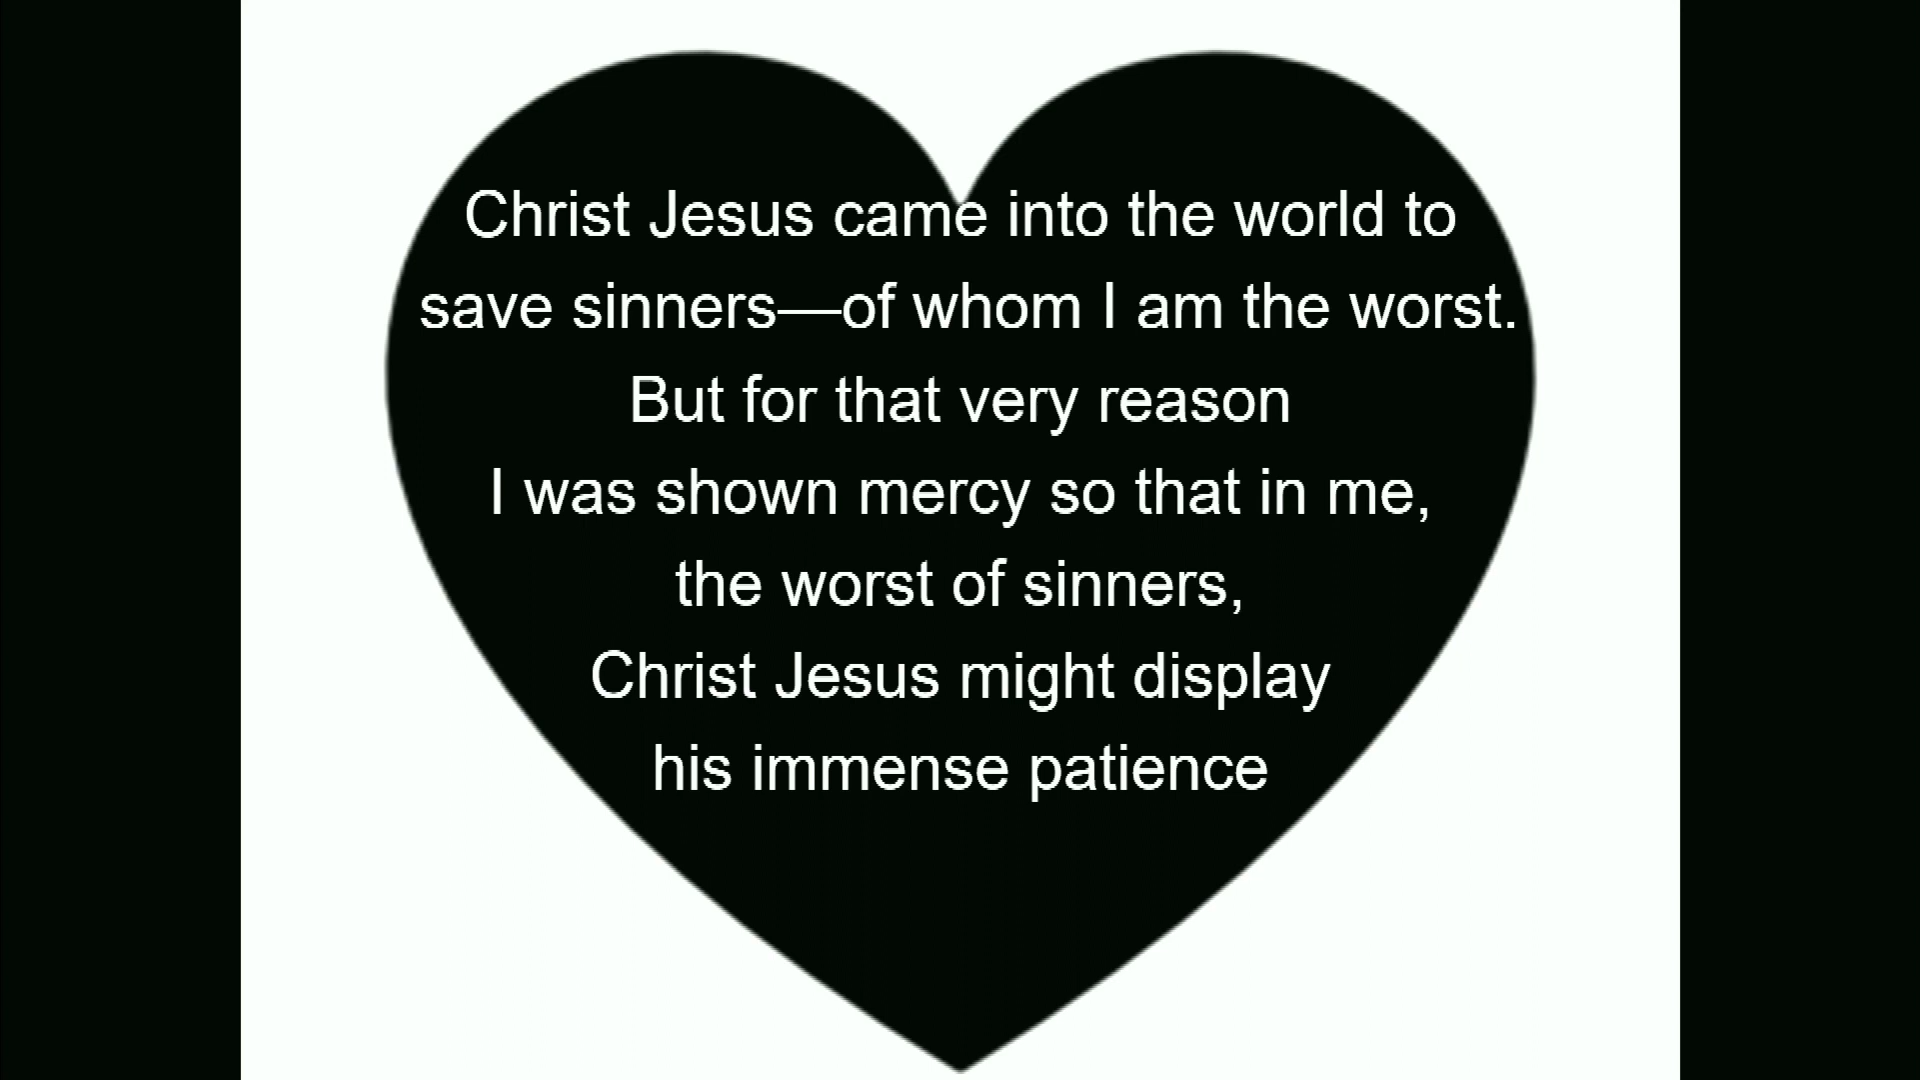 Christ Jesus came into the world to
save sinners—of whom I am the worst.
But for that very reason
I was shown mercy so that in me,
the worst of sinners,
Christ Jesus might display
his immense patience